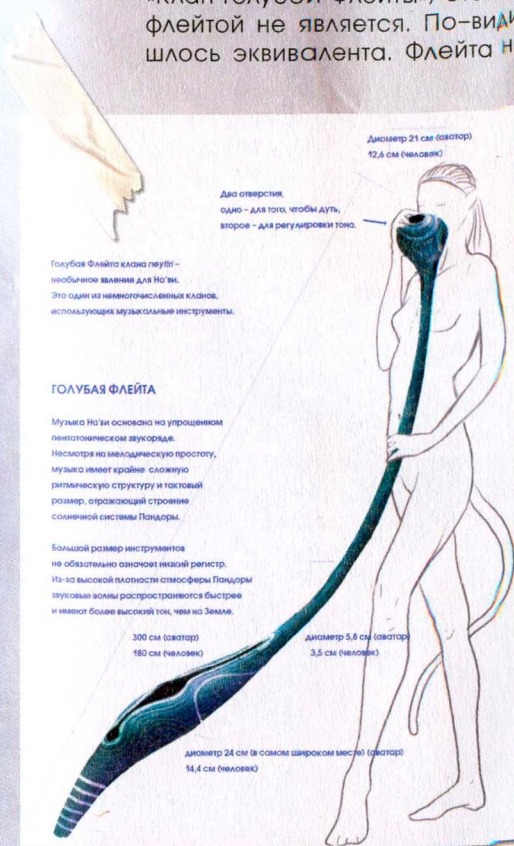 «Клан Голубой Флейты», это
флейтой не является. По-види
шлось эквивалента. Флейта н
Диаметр 21 см (аватар)
12,6 см (человек)
Два отверстия,
одно – для того, чтобы дуть,
второе – для регулировки тона.
Голубая Флейта клана neyfiri –
необычное явление для На'ви.
Это один из немногочисленных кланов,
использующих музыкальные инструменты.
ГОЛУБАЯ ФЛЕЙТА
Музыка На'ви основана на упрощенном
пентатоническом звукоряде.
Несмотря на мелодическую простоту,
музыка имеет крайне сложную
ритмическую структуру и тактовый
размер, отражающий строение
солнечной системы Пандоры.
Большой размер инструментов
не обязательно означает низкий регистр.
Из-за высокой плотности атмосферы Пандоры
звуковые волны распространяются быстрее
и имеют более высокий тон, чем на Земле.
300 см (аватар)
180 см (человек)
диаметр 5,8 см (аватар)
3,5 см (человек)
диаметр 24 см (в самом широком месте) (аватар)
14,4 см (человек)